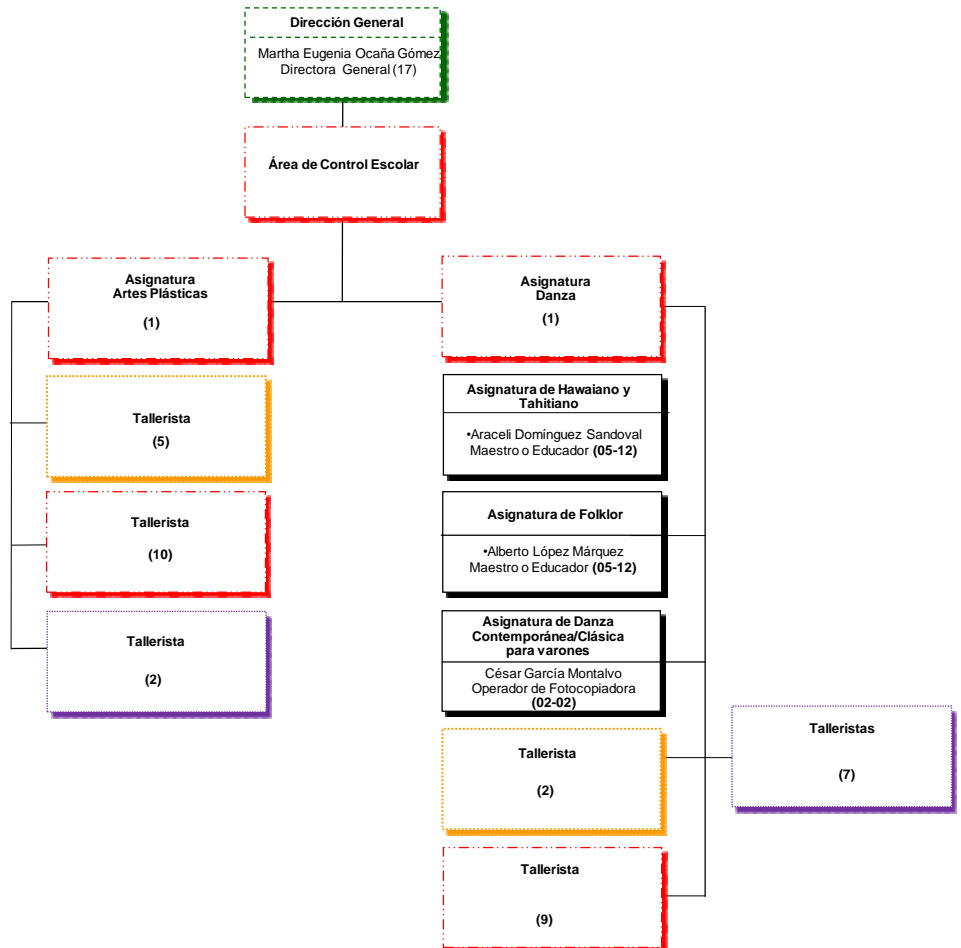 Dirección General
Martha Eugenia Ocaña Gómez
Directora General (17)
Área de Control Escolar
Asignatura
Artes Plásticas
(1)
Tallerista
(5)
Tallerista
(10)
Tallerista
(2)
Asignatura
Danza
(1)
Asignatura de Hawaiano y
Tahitiano
•Araceli Domínguez Sandoval
Maestro o Educador (05-12)
Asignatura de Folklor
•Alberto López Márquez
Maestro o Educador (05-12)
Asignatura de Danza
Contemporánea/Clásica
para varones
César García Montalvo
Operador de Fotocopiadora
(02-02)
Tallerista
(2)
Tallerista
(9)
Talleristas
(7)